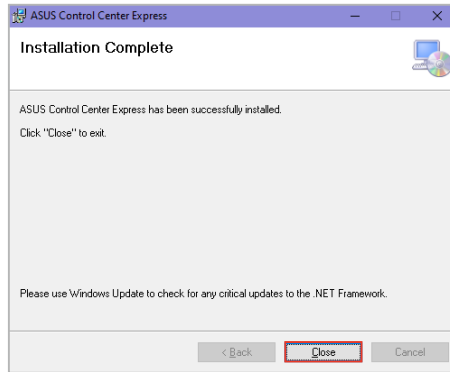 ASUS Control Center Express
Installation Complete
ASUS Control Center Express has been successfully installed.
Click "Close" to exit.
Please use Windows Update to check for any critical updates to the .NET Framework.
< Back
Close
Cancel